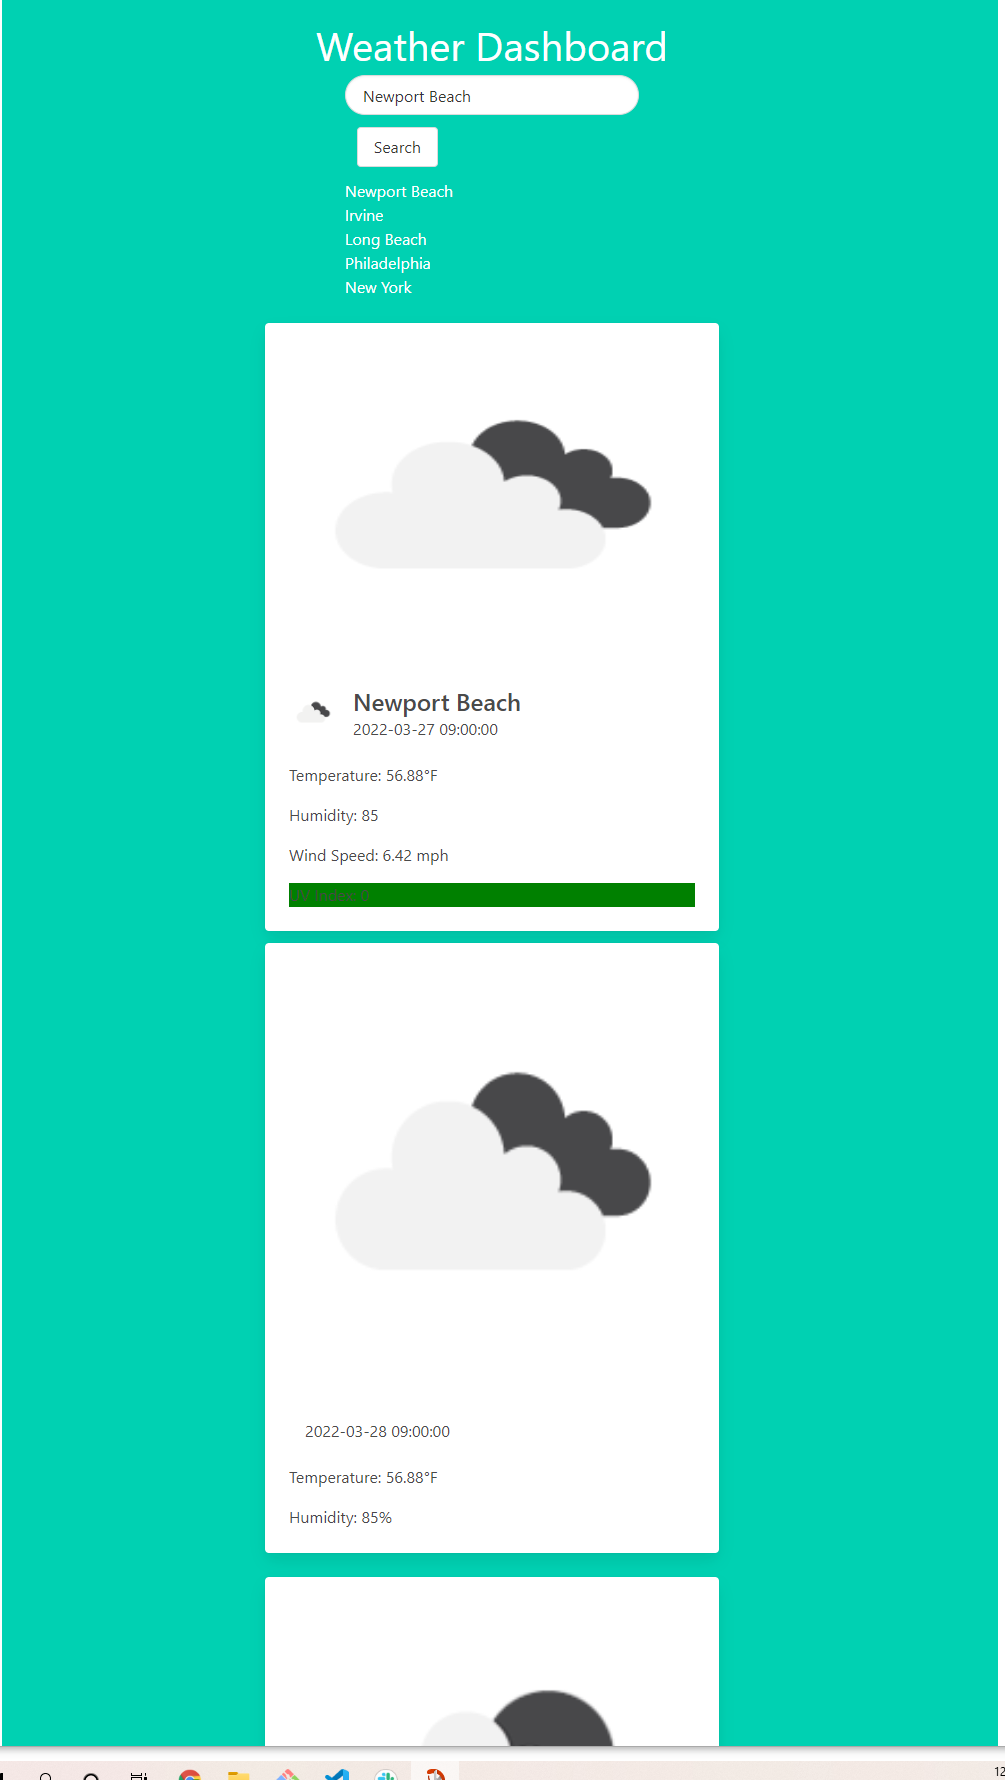 Weather Dashboard
Newport Beach
Search
Newport Beach
Irvine
Long Beach
Philadelphia
New York
Newport Beach
2022-03-27 09:00:00
Temperature: 56.88°F
Humidity: 85
Wind Speed: 6.42 mph
UV Index: 0
2022-03-28 09:00:00
Temperature: 56.88°F
Humidity: 85%